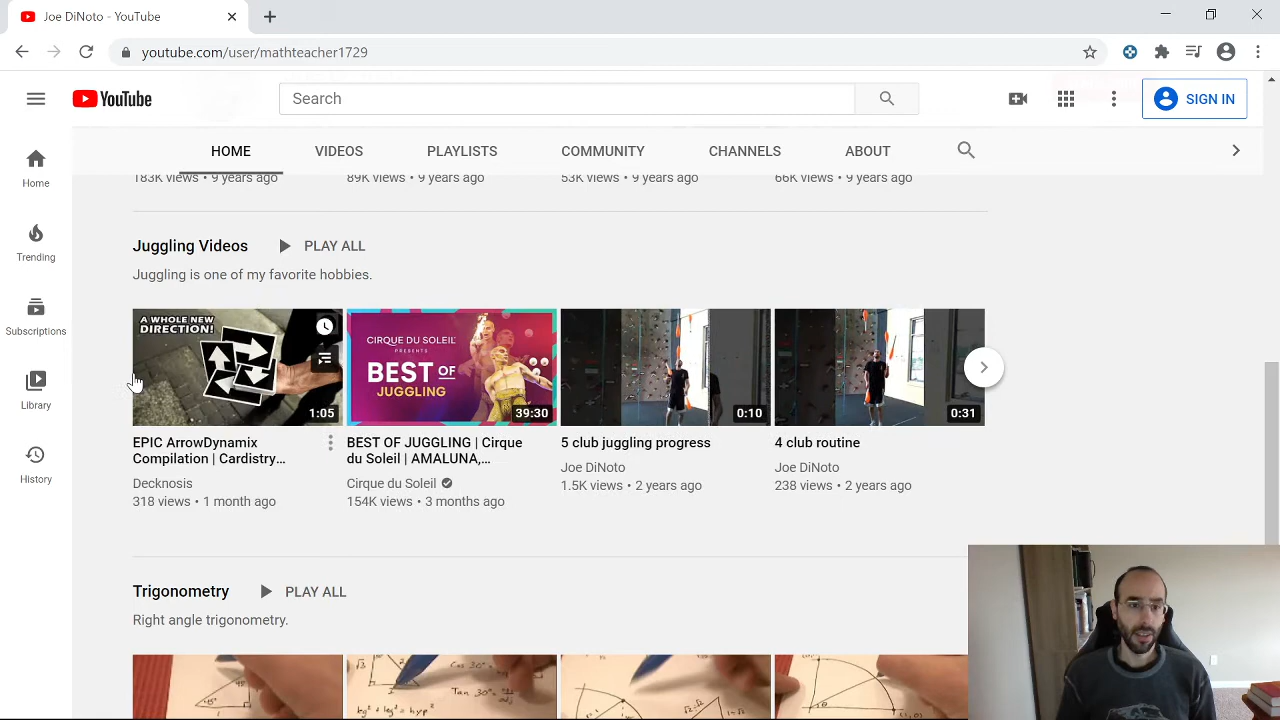 Joe DiNoto - YouTube
youtube.com/user/mathteacher1729
YouTube
Search
SIGN IN
HOME VIDEOS PLAYLISTS COMMUNITY CHANNELS ABOUT
Home
Trending
Subscriptions
Library
History
183K views • 9 years ago
89K views • 9 years ago
53K views • 9 years ago
66K views • 9 years ago
Juggling Videos PLAY ALL
Juggling is one of my favorite hobbies.
A WHOLE NEW
DIRECTION!
1:05
EPIC ArrowDynamix
Compilation | Cardistry…
Decknosis
318 views • 1 month ago
CIRQUE DU SOLEIL
PRESENTS
BEST OF
JUGGLING
39:30
BEST OF JUGGLING | Cirque
du Soleil | AMALUNA,…
Cirque du Soleil
154K views • 3 months ago
0:10
5 club juggling progress
Joe DiNoto
1.5K views • 2 years ago
0:31
4 club routine
Joe DiNoto
238 views • 2 years ago
Trigonometry PLAY ALL
Right angle trigonometry.